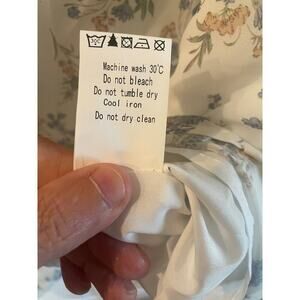 Machine wash 30℃
Do not bleach
Do not tumble dry
Cool iron
Do not dry clean